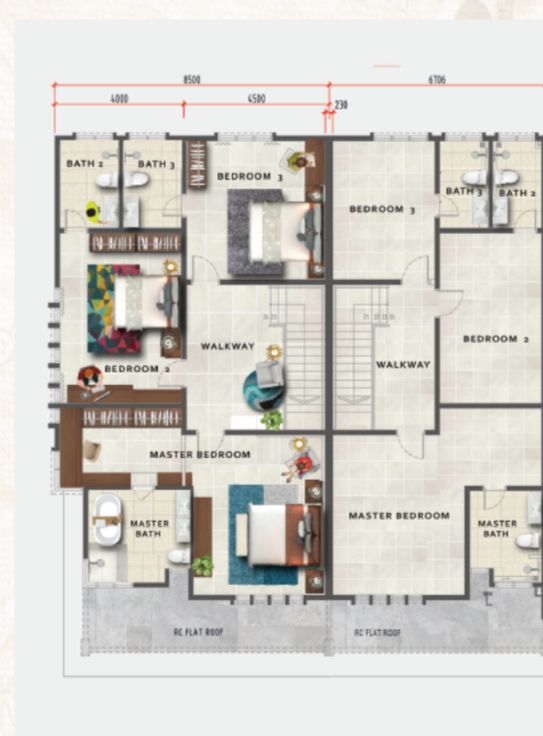 8500
6706
4000
4500
230
BATH 2
BATH 3
BEDROOM 3
BEDROOM 3
BATH 3
BATH 2
BEDROOM 2
WALKWAY
WALKWAY
BEDROOM 2
MASTER BEDROOM
MASTER BEDROOM
MASTER
BATH
MASTER
BATH
RC FLAT ROOF
RC FLAT ROOF